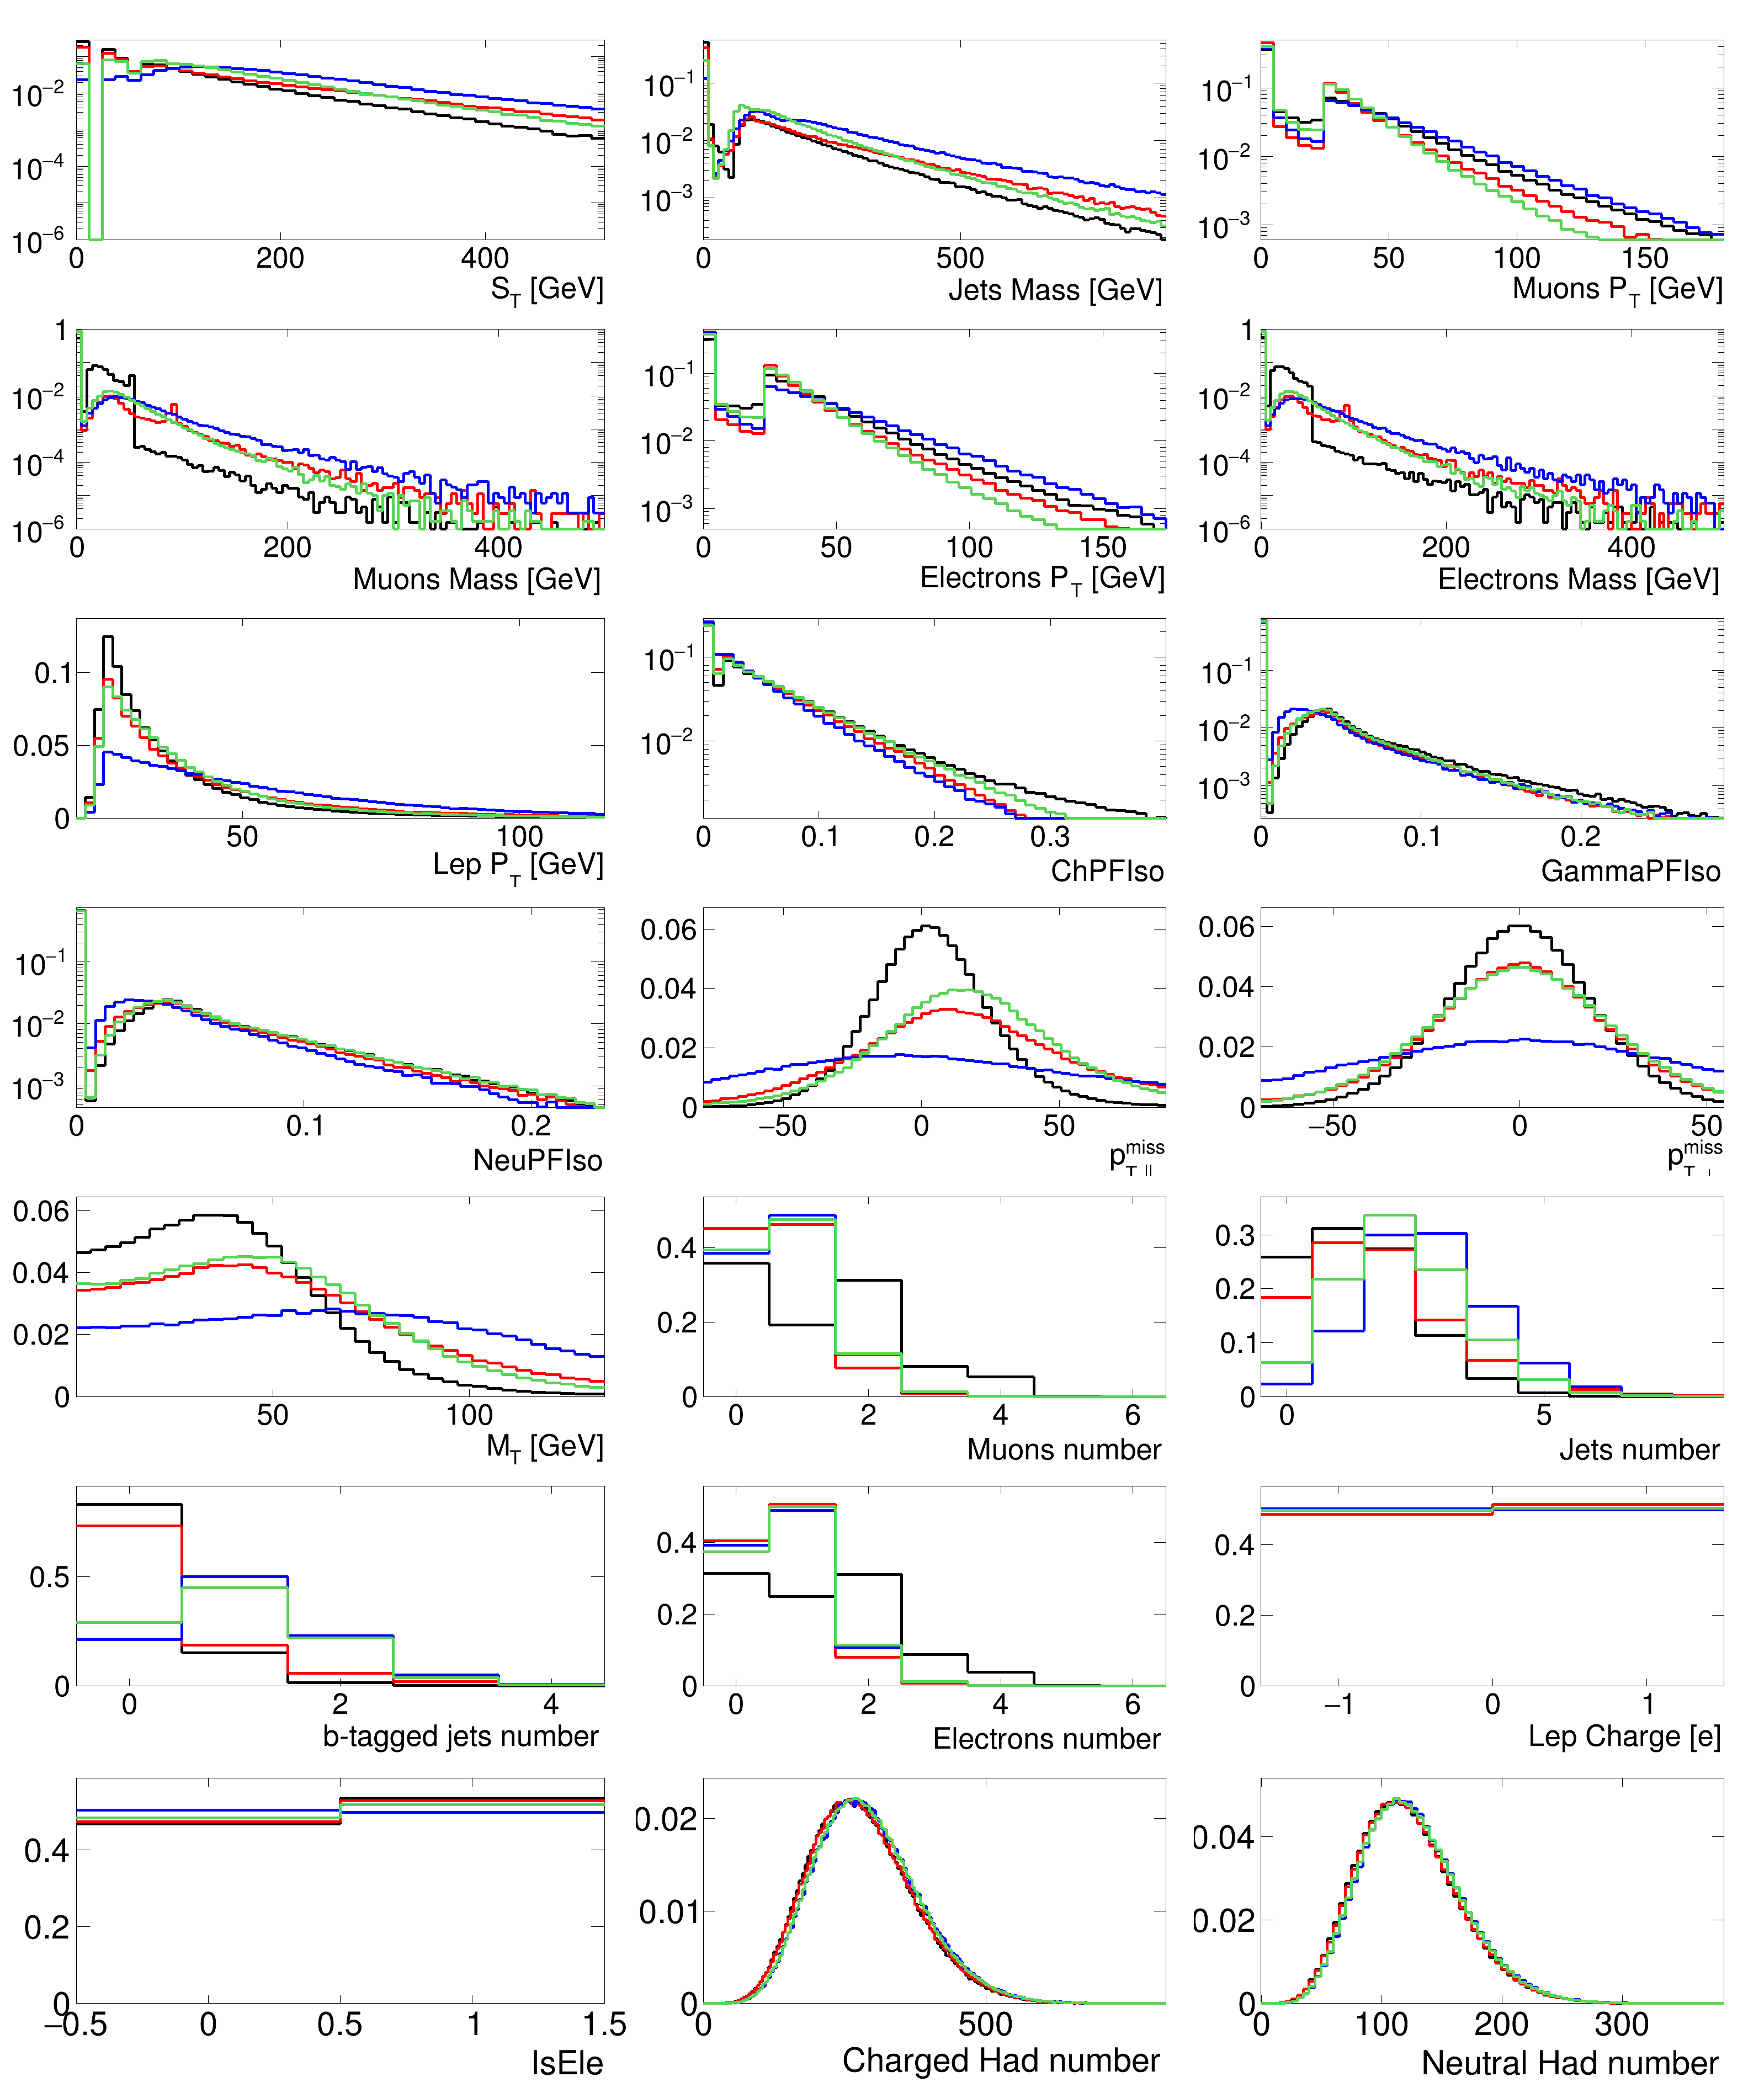 10−2
10−4
10−6
0 200 400
S_T [GeV]
10−1
10−2
10−3
0 500
Jets Mass [GeV]
10−1
10−2
10−3
0 50 100 150
Muons P_T [GeV]
1
10−2
10−4
10−6
0 200 400
Muons Mass [GeV]
10−1
10−2
10−3
0 50 100 150
Electrons P_T [GeV]
1
10−2
10−4
10−6
0 200 400
Electrons Mass [GeV]
0.1
0.05
0
50 100
Lep P_T [GeV]
10−1
10−2
0 0.1 0.2 0.3
ChPFIso
10−1
10−2
10−3
0 0.1 0.2
GammaPFIso
10−1
10−2
10−3
0 0.1 0.2
NeuPFIso
0.06
0.04
0.02
0
−50 0 50
p_T ||^miss
0.06
0.04
0.02
0
−50 0 50
p_T^miss
0.06
0.04
0.02
0
50 100
M_T [GeV]
0.4
0.2
0
0 2 4 6
Muons number
0.3
0.2
0.1
0
0 5
Jets number
0.5
0
0 2 4
b-tagged jets number
0.4
0.2
0
0 2 4 6
Electrons number
0.4
0.2
0
−1 0 1
Lep Charge [e]
0.4
0.2
0
−0.5 0 0.5 1 1.5
IsEle
0.02
0.01
0
0 500
Charged Had number
0.04
0.02
0
0 100 200 300
Neutral Had number